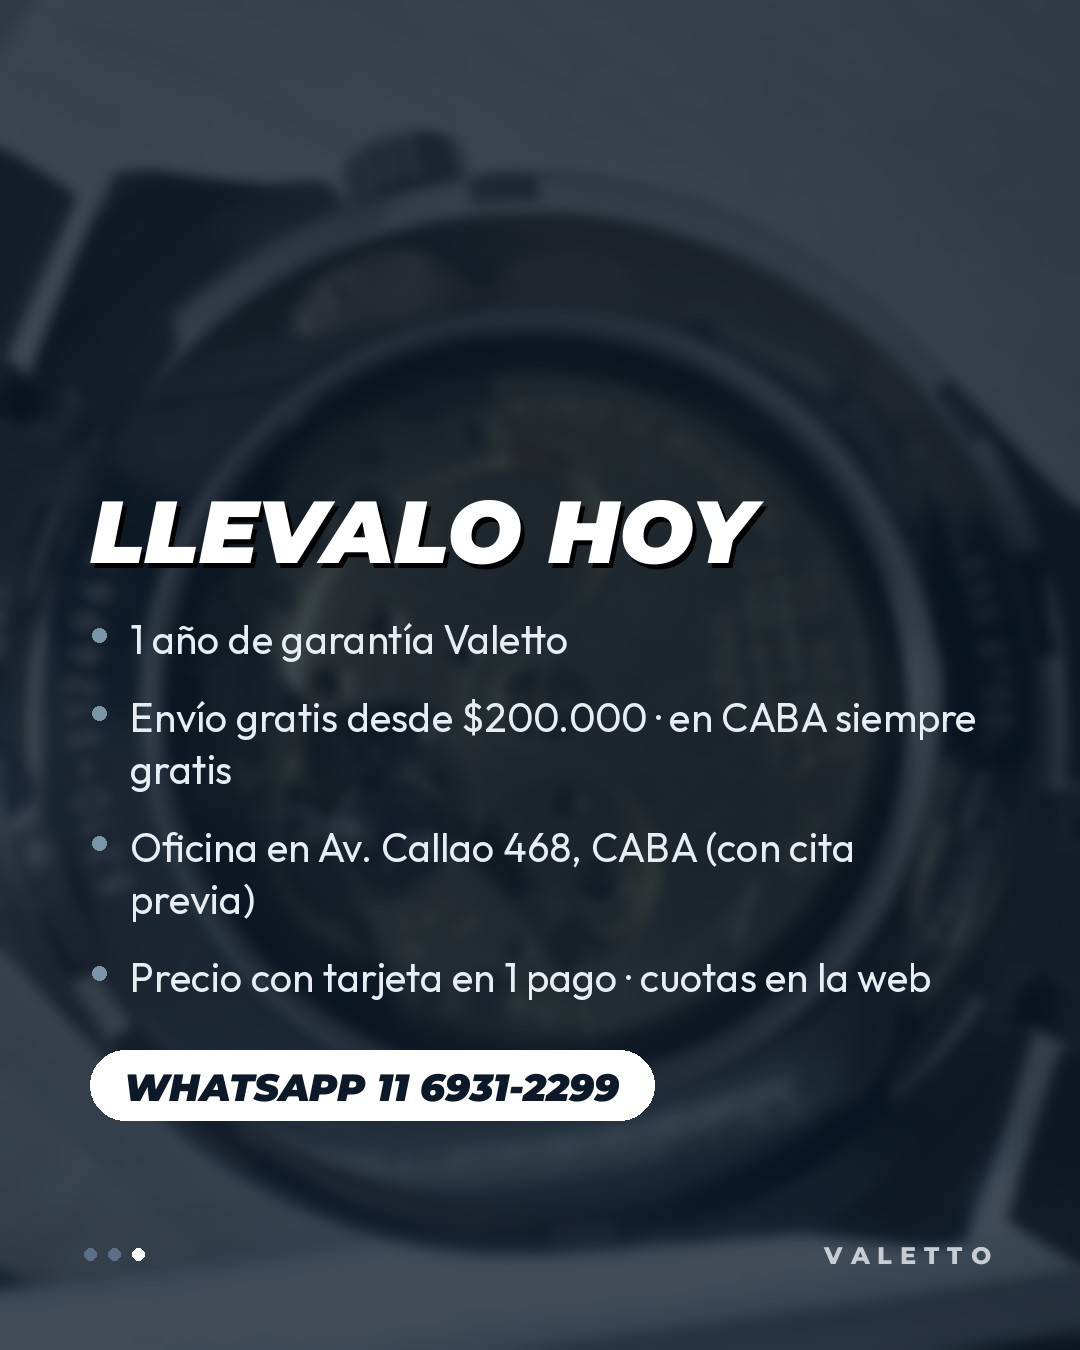 LLEVALO HOY
1 año de garantía Valetto
Envío gratis desde $200.000 · en CABA siempre
gratis
Oficina en Av. Callao 468, CABA (con cita
previa)
Precio con tarjeta en 1 pago · cuotas en la web
WHATSAPP 11 6931-2299
VALETTO